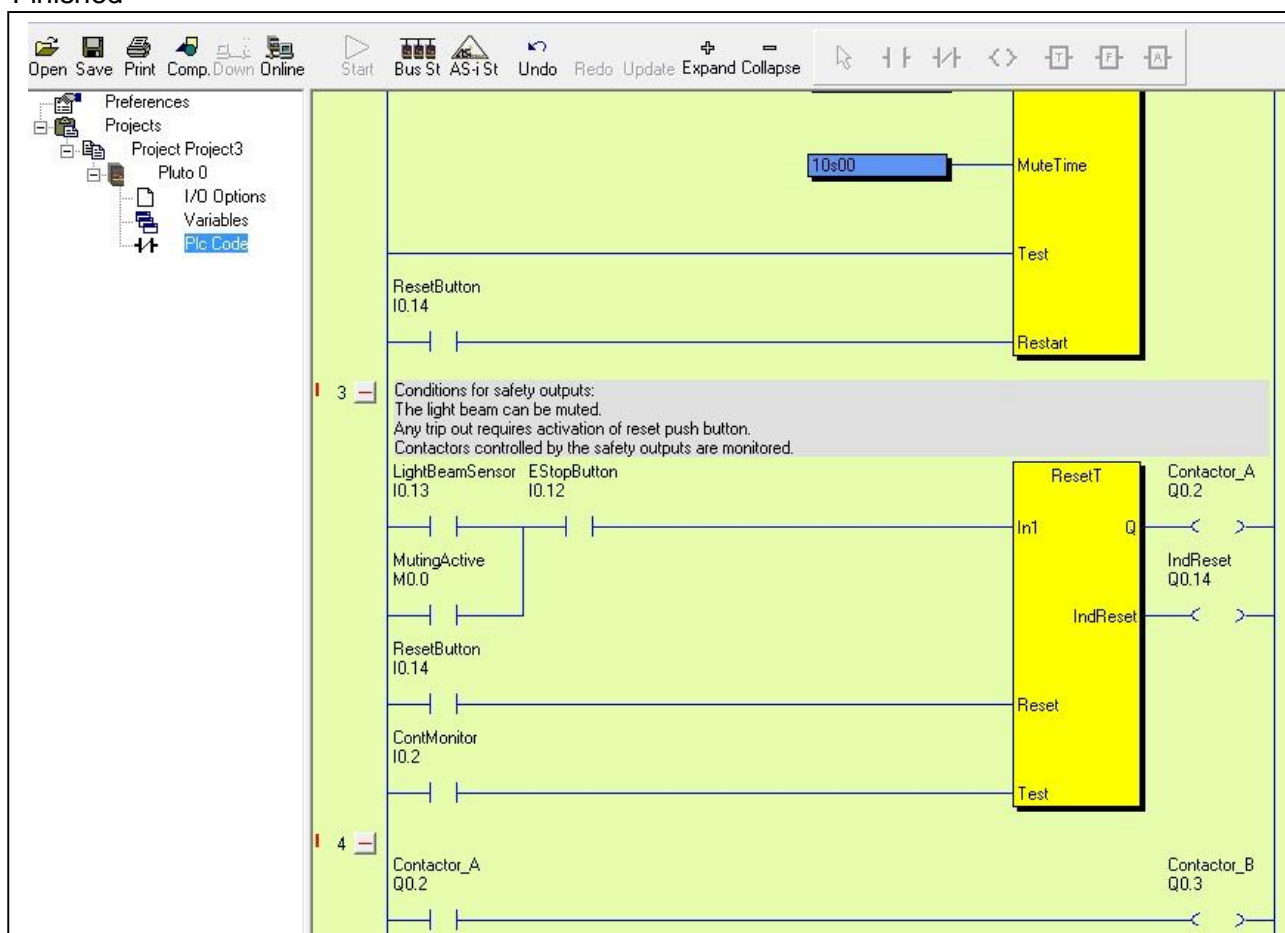 Finished
Open Save Print Comp. Down Online Start Bus St AS-i St Undo Redo Update Expand Collapse
T F A
Preferences
Projects
Project Project3
Pluto 0
I/O Options
Variables
Plc Code
10s00 MuteTime
Test
ResetButton
I0.14
Restart
3 Conditions for safety outputs:
The light beam can be muted.
Any trip out requires activation of reset push button.
Contactors controlled by the safety outputs are monitored.
LightBeamSensor EStopButton ResetT Contactor_A
I0.13 I0.12 Q0.2
In1 Q
MutingActive IndReset
M0.0 Q0.14
IndReset
ResetButton
I0.14
Reset
ContMonitor
I0.2
Test
4
Contactor_A Contactor_B
Q0.2 Q0.3